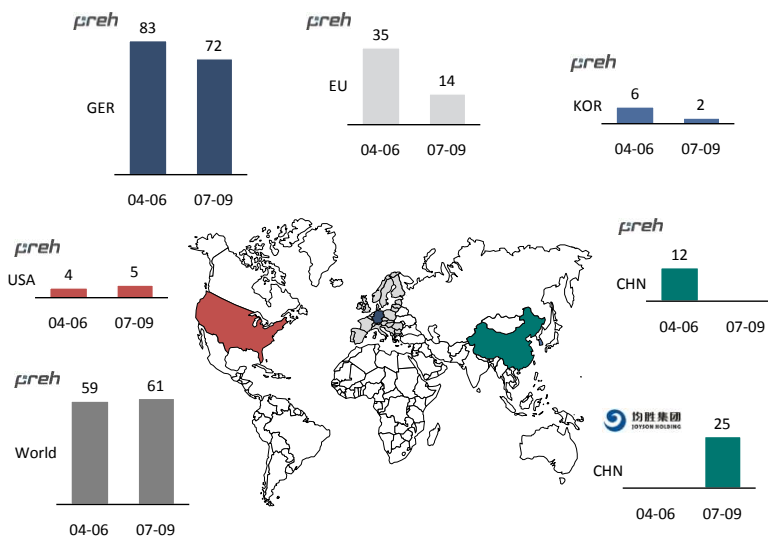 preh
83
72
GER
04-06
07-09
preh
35
14
EU
04-06
07-09
preh
6
2
KOR
04-06
07-09
preh
4
5
USA
04-06
07-09
preh
12
CHN
04-06
07-09
preh
59
61
World
04-06
07-09
均胜集团
JOYSON HOLDING
25
CHN
04-06
07-09